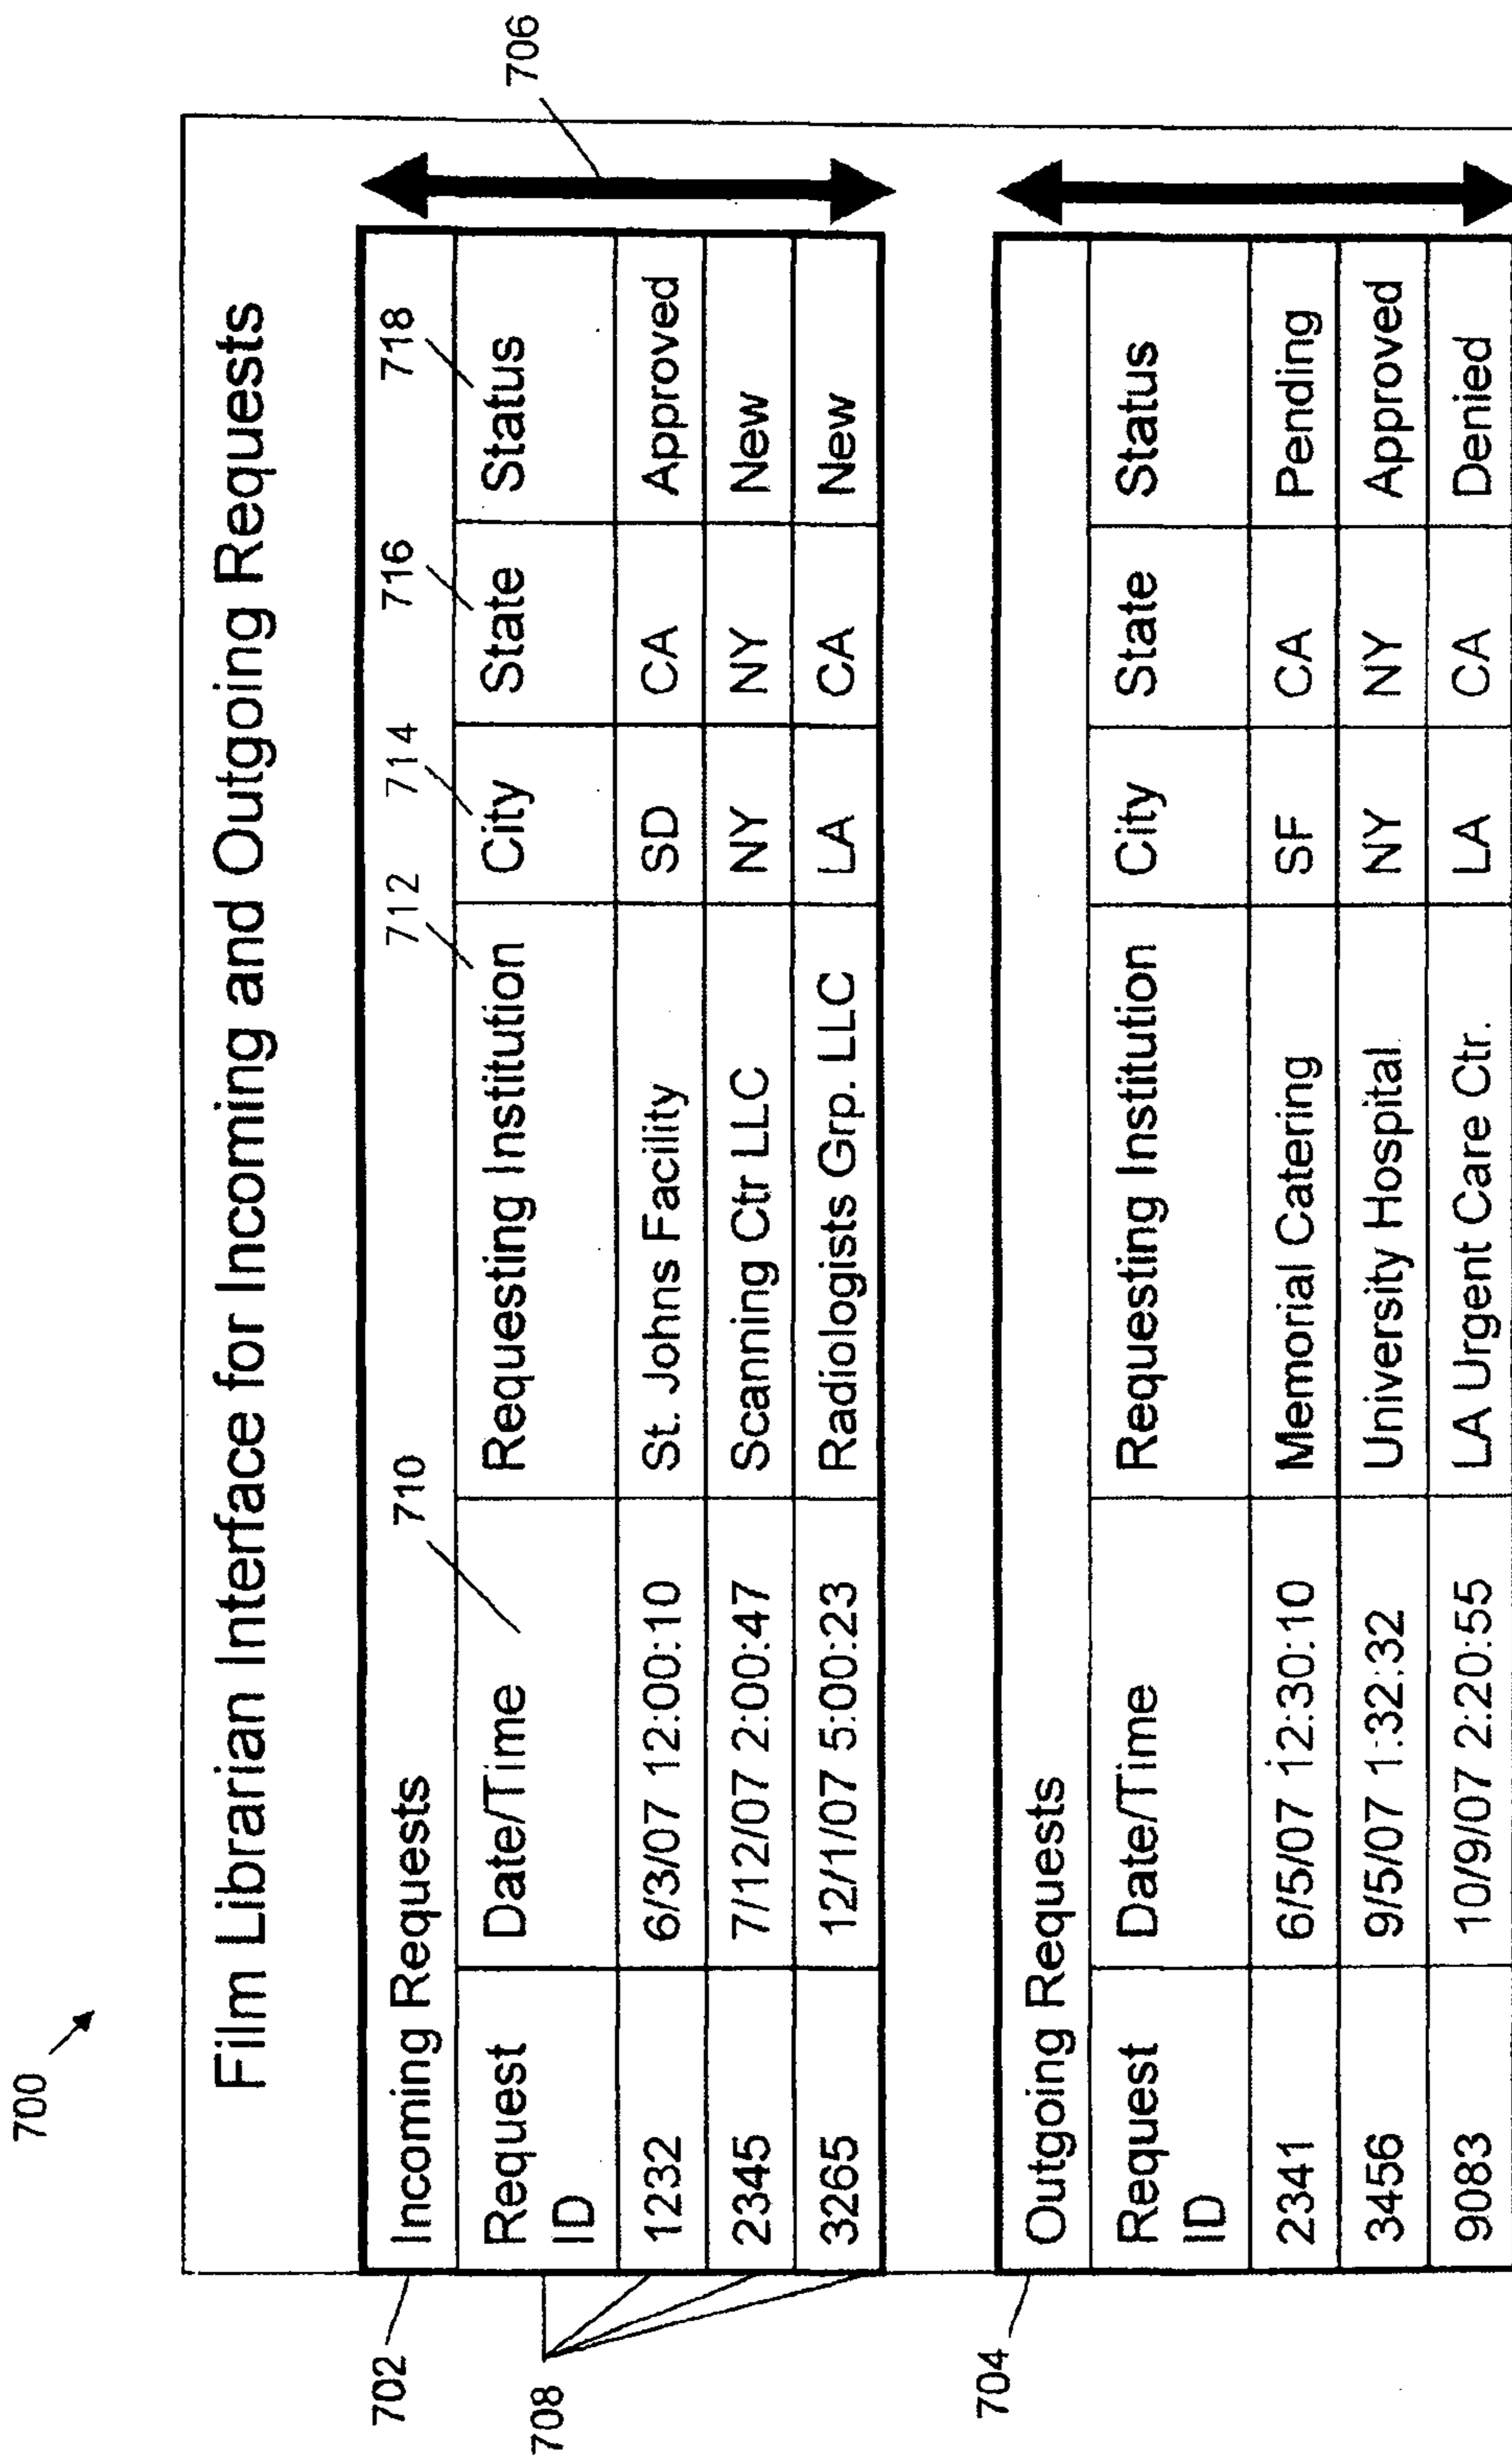 700
Film Librarian Interface for Incoming and Outgoing Requests
706
702
Incoming Requests 710 712 714 716 718
708
Request ID Date/Time Requesting Institution City State Status
1232 6/3/07 12:00:10 St. Johns Facility SD CA Approved
2345 7/12/07 2:00:47 Scanning Ctr LLC NY NY New
3265 12/1/07 5:00:23 Radiologists Grp. LLC LA CA New
704
Outgoing Requests
Request ID Date/Time Requesting Institution City State Status
2341 6/5/07 12:30:10 Memorial Catering SF CA Pending
3456 9/5/07 1:32:32 University Hospital NY NY Approved
9083 10/9/07 2:20:55 LA Urgent Care Ctr. LA CA Denied